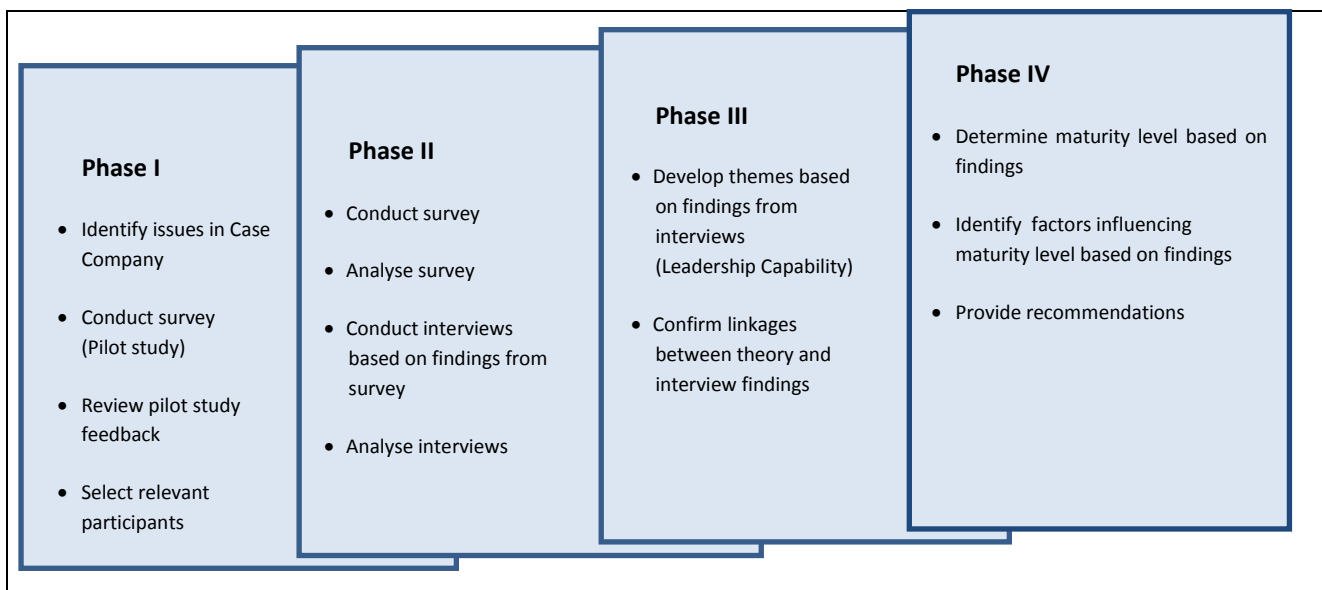 Phase I
• Identify issues in Case
Company
• Conduct survey
(Pilot study)
• Review pilot study
feedback
• Select relevant
participants
Phase II
• Conduct survey
• Analyse survey
• Conduct interviews
based on findings from
survey
• Analyse interviews
Phase III
• Develop themes based
on findings from
interviews
(Leadership Capability)
• Confirm linkages
between theory and
interview findings
Phase IV
• Determine maturity level based on
findings
• Identify factors influencing
maturity level based on findings
• Provide recommendations